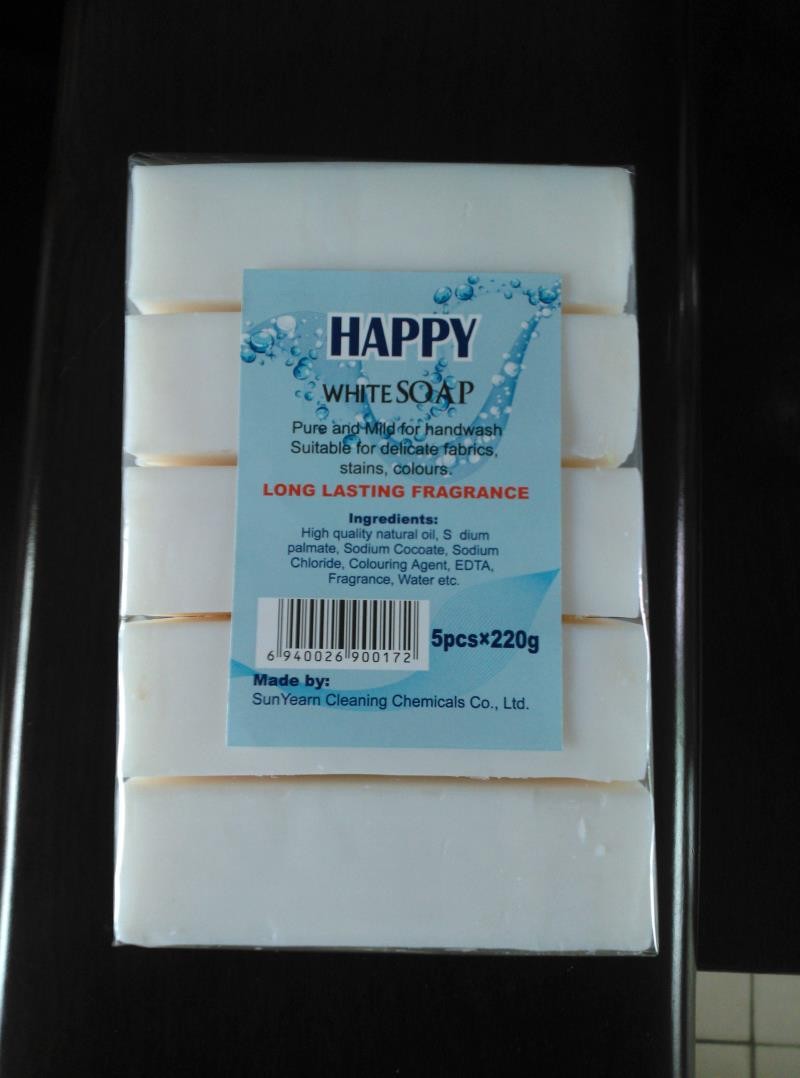 HAPPY
WHITE SOAP
Pure and Mild for handwash
Suitable for delicate fabrics,
stains, colours.
LONG LASTING FRAGRANCE
Ingredients:
High quality natural oil, S dium
palmate, Sodium Cocoate, Sodium
Chloride, Colouring Agent, EDTA,
Fragrance, Water etc.
6 940026 900172
5pcs×220g
Made by:
SunYearn Cleaning Chemicals Co., Ltd.